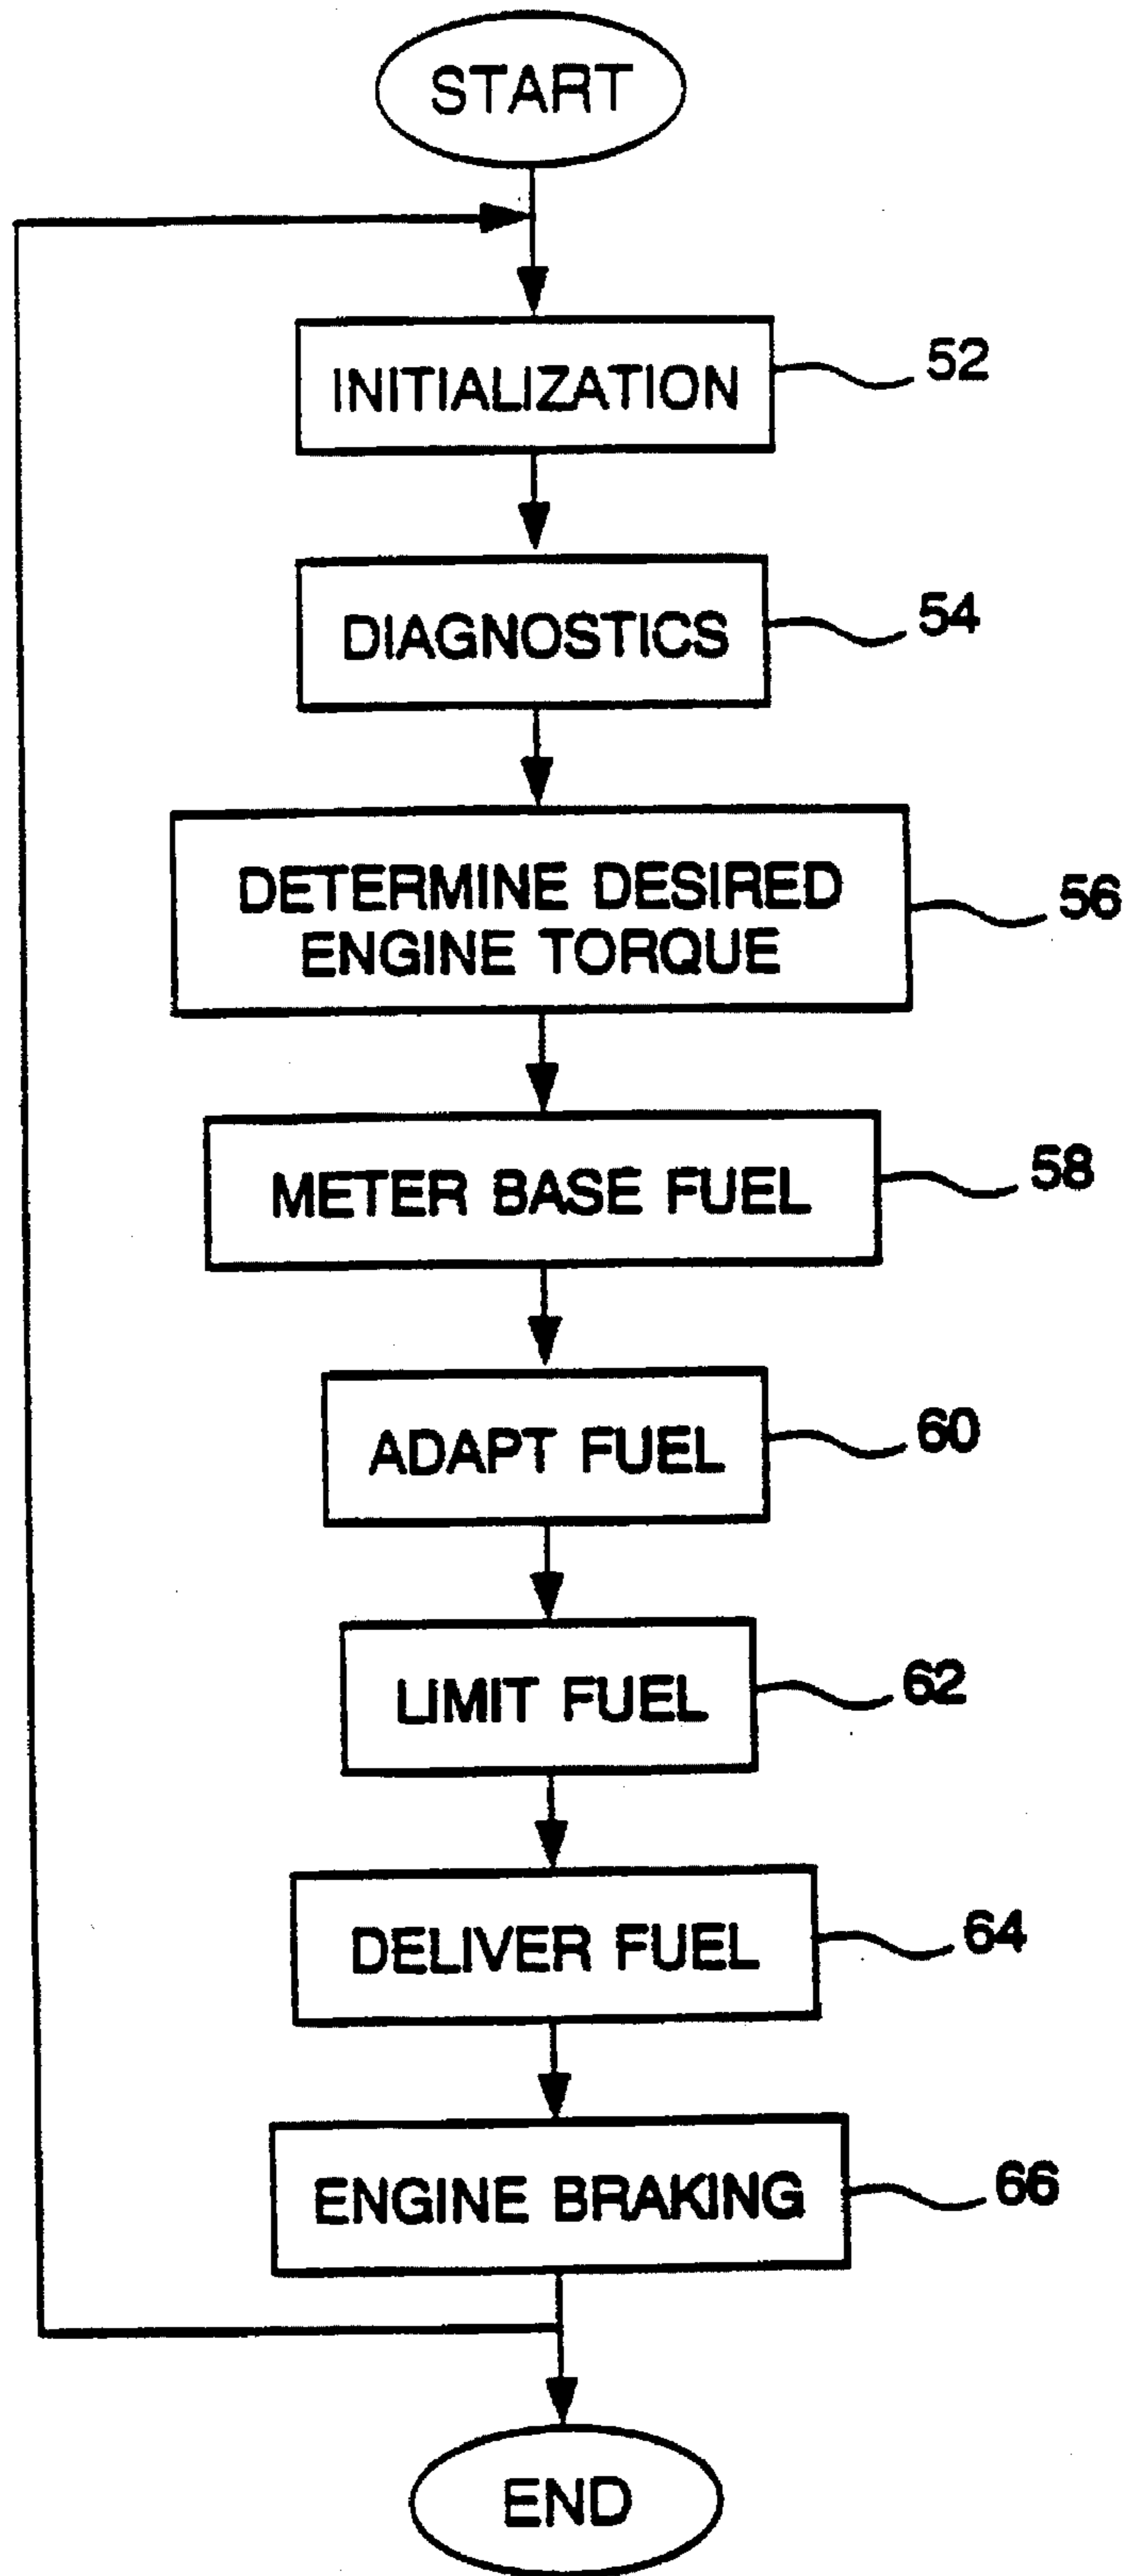 START
INITIALIZATION
52
DIAGNOSTICS
54
DETERMINE DESIRED
ENGINE TORQUE
56
METER BASE FUEL
58
ADAPT FUEL
60
LIMIT FUEL
62
DELIVER FUEL
64
ENGINE BRAKING
66
END